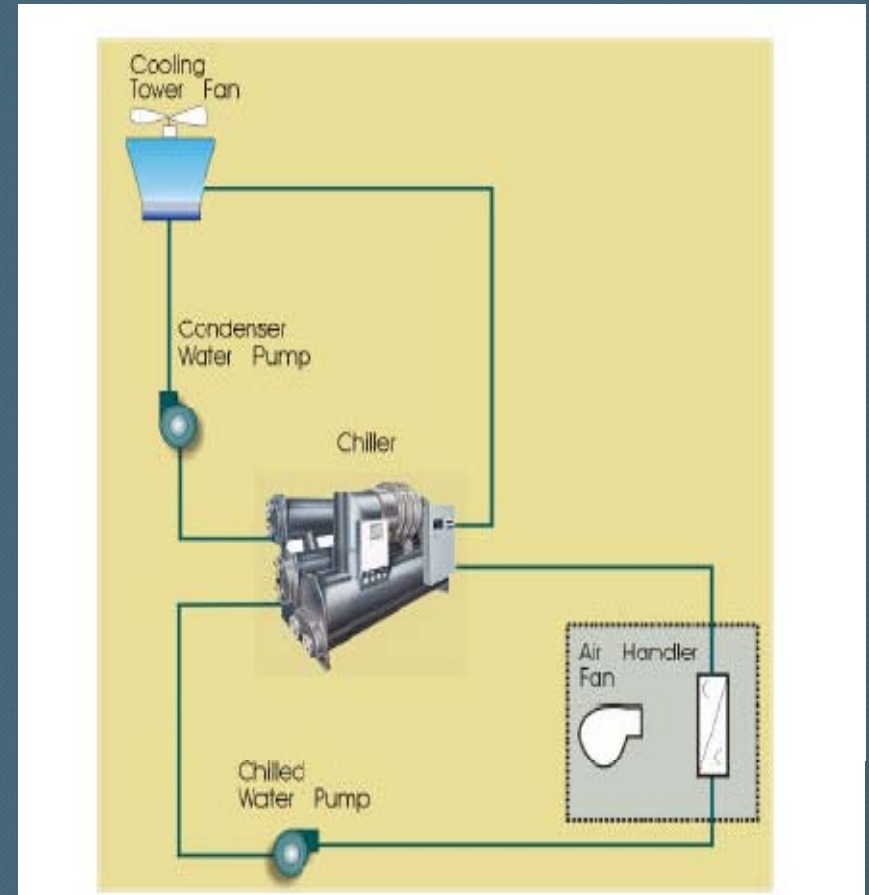 Cooling
Tower Fan
Condenser
Water Pump
Chiller
Air Handler
Fan
Chilled
Water Pump